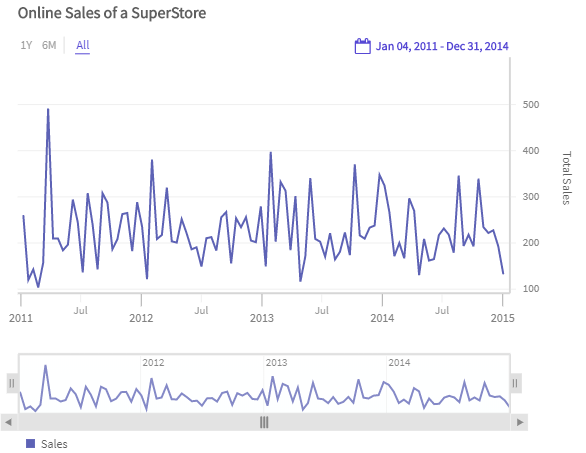 Online Sales of a SuperStore
1Y 6M All
Jan 04, 2011 - Dec 31, 2014
500
400
300
200
100
Total Sales
2011 Jul 2012 Jul 2013 Jul 2014 Jul 2015
2012 2013 2014
Sales